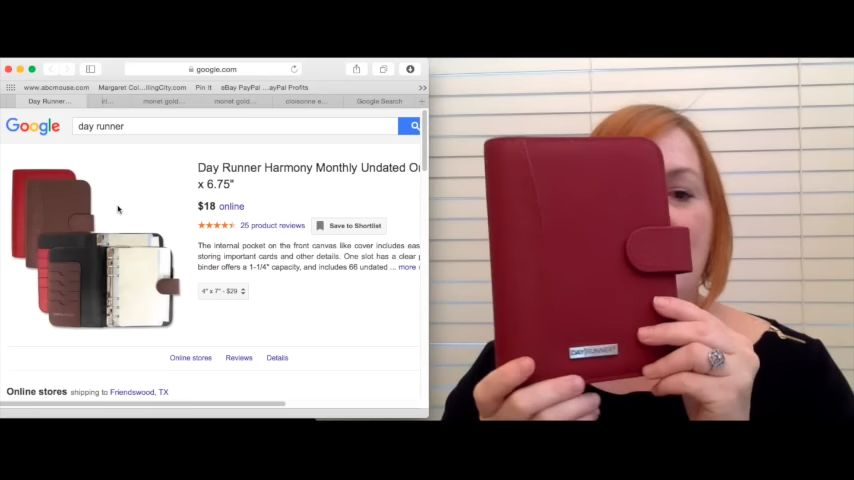 google.com
www.abcmouse.com Margaret Col...llingCity.com Pin It eBay PayPal ...ayPal Profits
Day Runner... iri... monet gold... monet gold... cloisonne e... Google Search
Google day runner
Day Runner Harmony Monthly Undated Or
x 6.75"
$18 online
25 product reviews Save to Shortlist
The internal pocket on the front canvas like cover includes eas
storing important cards and other details. One slot has a clear p
binder offers a 1-1/4" capacity, and includes 66 undated ... more
4" x 7" - $29
Online stores Reviews Details
Online stores shipping to Friendswood, TX
DAY RUNNER